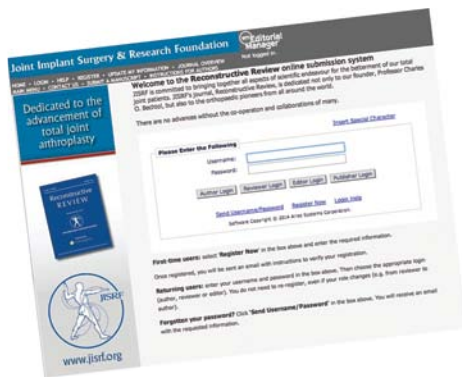 Joint Implant Surgery & Research Foundation
Editorial Manager
Not logged in.
HOME • LOGIN • HELP • REGISTER • UPDATE MY INFORMATION • JOURNAL OVERVIEW
MAIN MENU • CONTACT US • SUBMIT A MANUSCRIPT • INSTRUCTIONS FOR AUTHORS
Dedicated to the
advancement of
total joint
arthroplasty
Reconstructive
REVIEW
JISRF
www.jisrf.org
Welcome to the Reconstructive Review online submission system
JISRF is committed to bringing together all aspects of scientific endeavour for the betterment of our total
joint patients. JISRF's journal, Reconstructive Review, is dedicated not only to our founder, Professor Charles
O. Bechtol, but also to the orthopaedic pioneers from all around the world.
There are no advances without the co-operation and collaborations of many.
Insert Special Character
Please Enter the Following
Username:
Password:
Author Login Reviewer Login Editor Login Publisher Login
Send Username/Password Register Now Login Help
Software Copyright © 2014 Aries Systems Corporation.
First-time users: select 'Register Now' in the box above and enter the required information.
Once registered, you will be sent an email with instructions to verify your registration.
Returning users: enter your username and password in the box above. Then choose the appropriate login
(author, reviewer or editor). You do not need to re-register, even if your role changes (e.g. from reviewer to
author).
Forgotten your password? Click 'Send Username/Password' in the box above. You will receive an email
with the requested information.